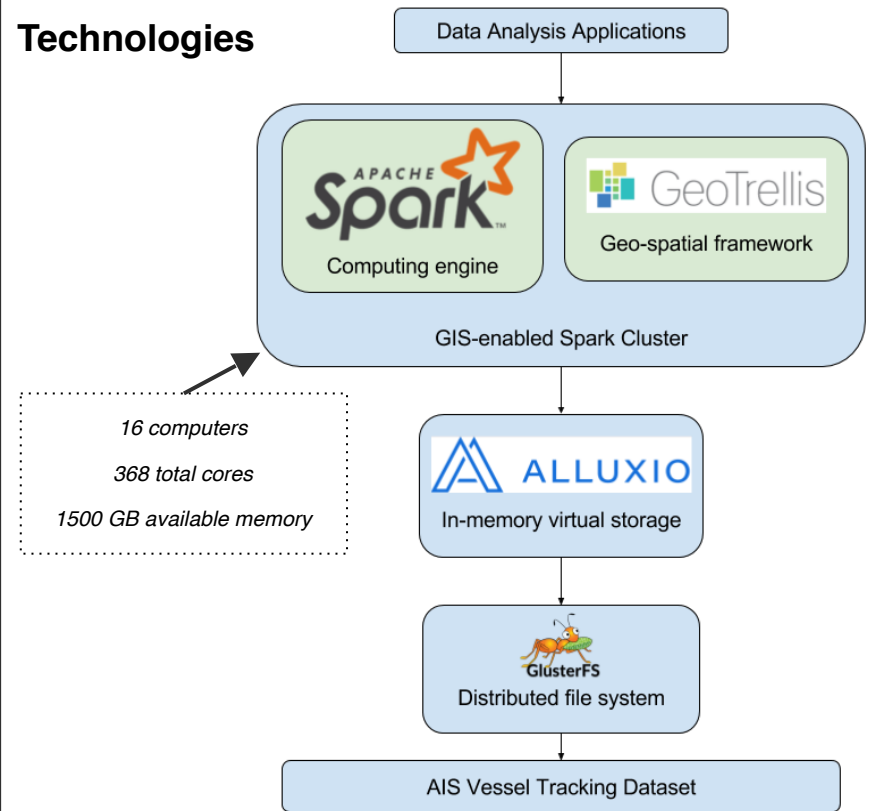 Technologies
Data Analysis Applications
APACHE
Spark™
Computing engine
GeoTrellis
Geo-spatial framework
GIS-enabled Spark Cluster
16 computers
368 total cores
1500 GB available memory
ALLUXIO
In-memory virtual storage
GlusterFS
Distributed file system
AIS Vessel Tracking Dataset